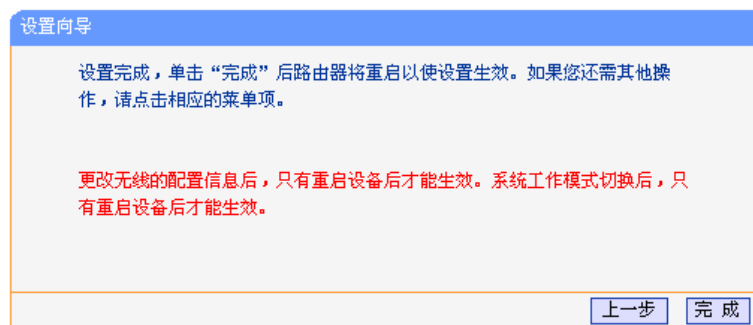 设置向导
设置完成，单击“完成”后路由器将重启以使设置生效。如果您还需其他操
作，请点击相应的菜单项。
更改无线的配置信息后，只有重启设备后才能生效。系统工作模式切换后，只
有重启设备后才能生效。
上一步 完 成